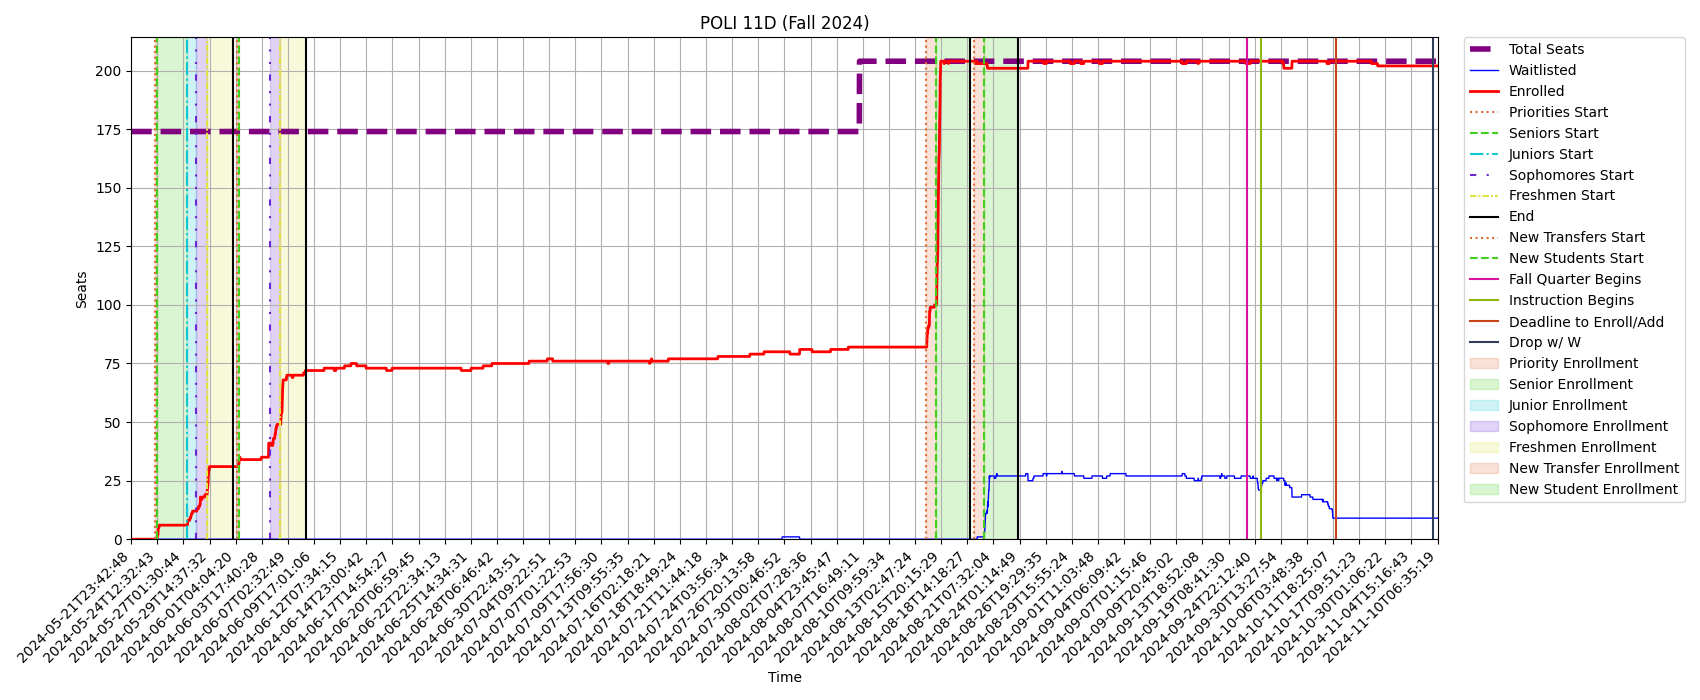 POLI 11D (Fall 2024)
Seats
200
175
150
125
100
75
50
25
0
2024-05-21T23:42:48
2024-05-24T12:32:43
2024-05-27T01:30:44
2024-05-29T14:37:32
2024-06-01T04:04:20
2024-06-03T17:40:28
2024-06-07T02:32:49
2024-06-09T17:01:06
2024-06-12T07:34:15
2024-06-14T23:00:42
2024-06-17T14:54:27
2024-06-20T06:59:45
2024-06-22T22:34:13
2024-06-25T14:34:31
2024-06-28T06:46:42
2024-06-30T22:43:51
2024-07-04T09:22:51
2024-07-07T01:22:53
2024-07-09T17:56:30
2024-07-13T09:55:35
2024-07-16T02:18:21
2024-07-18T18:49:24
2024-07-21T11:44:18
2024-07-24T03:56:34
2024-07-26T20:13:58
2024-07-30T00:46:52
2024-08-02T07:28:36
2024-08-04T23:45:47
2024-08-07T16:49:11
2024-08-10T09:59:34
2024-08-13T02:47:24
2024-08-15T20:15:29
2024-08-18T14:18:27
2024-08-21T07:32:04
2024-08-24T01:14:49
2024-08-26T19:29:35
2024-08-29T15:55:24
2024-09-01T11:03:48
2024-09-04T06:09:42
2024-09-07T01:15:46
2024-09-09T20:45:02
2024-09-13T18:52:08
2024-09-19T08:41:30
2024-09-24T22:12:40
2024-09-30T13:27:54
2024-10-06T03:48:38
2024-10-11T18:25:07
2024-10-17T09:51:23
2024-10-30T01:06:22
2024-11-04T15:16:43
2024-11-10T06:35:19
Time
Total Seats
Waitlisted
Enrolled
Priorities Start
Seniors Start
Juniors Start
Sophomores Start
Freshmen Start
End
New Transfers Start
New Students Start
Fall Quarter Begins
Instruction Begins
Deadline to Enroll/Add
Drop w/ W
Priority Enrollment
Senior Enrollment
Junior Enrollment
Sophomore Enrollment
Freshmen Enrollment
New Transfer Enrollment
New Student Enrollment